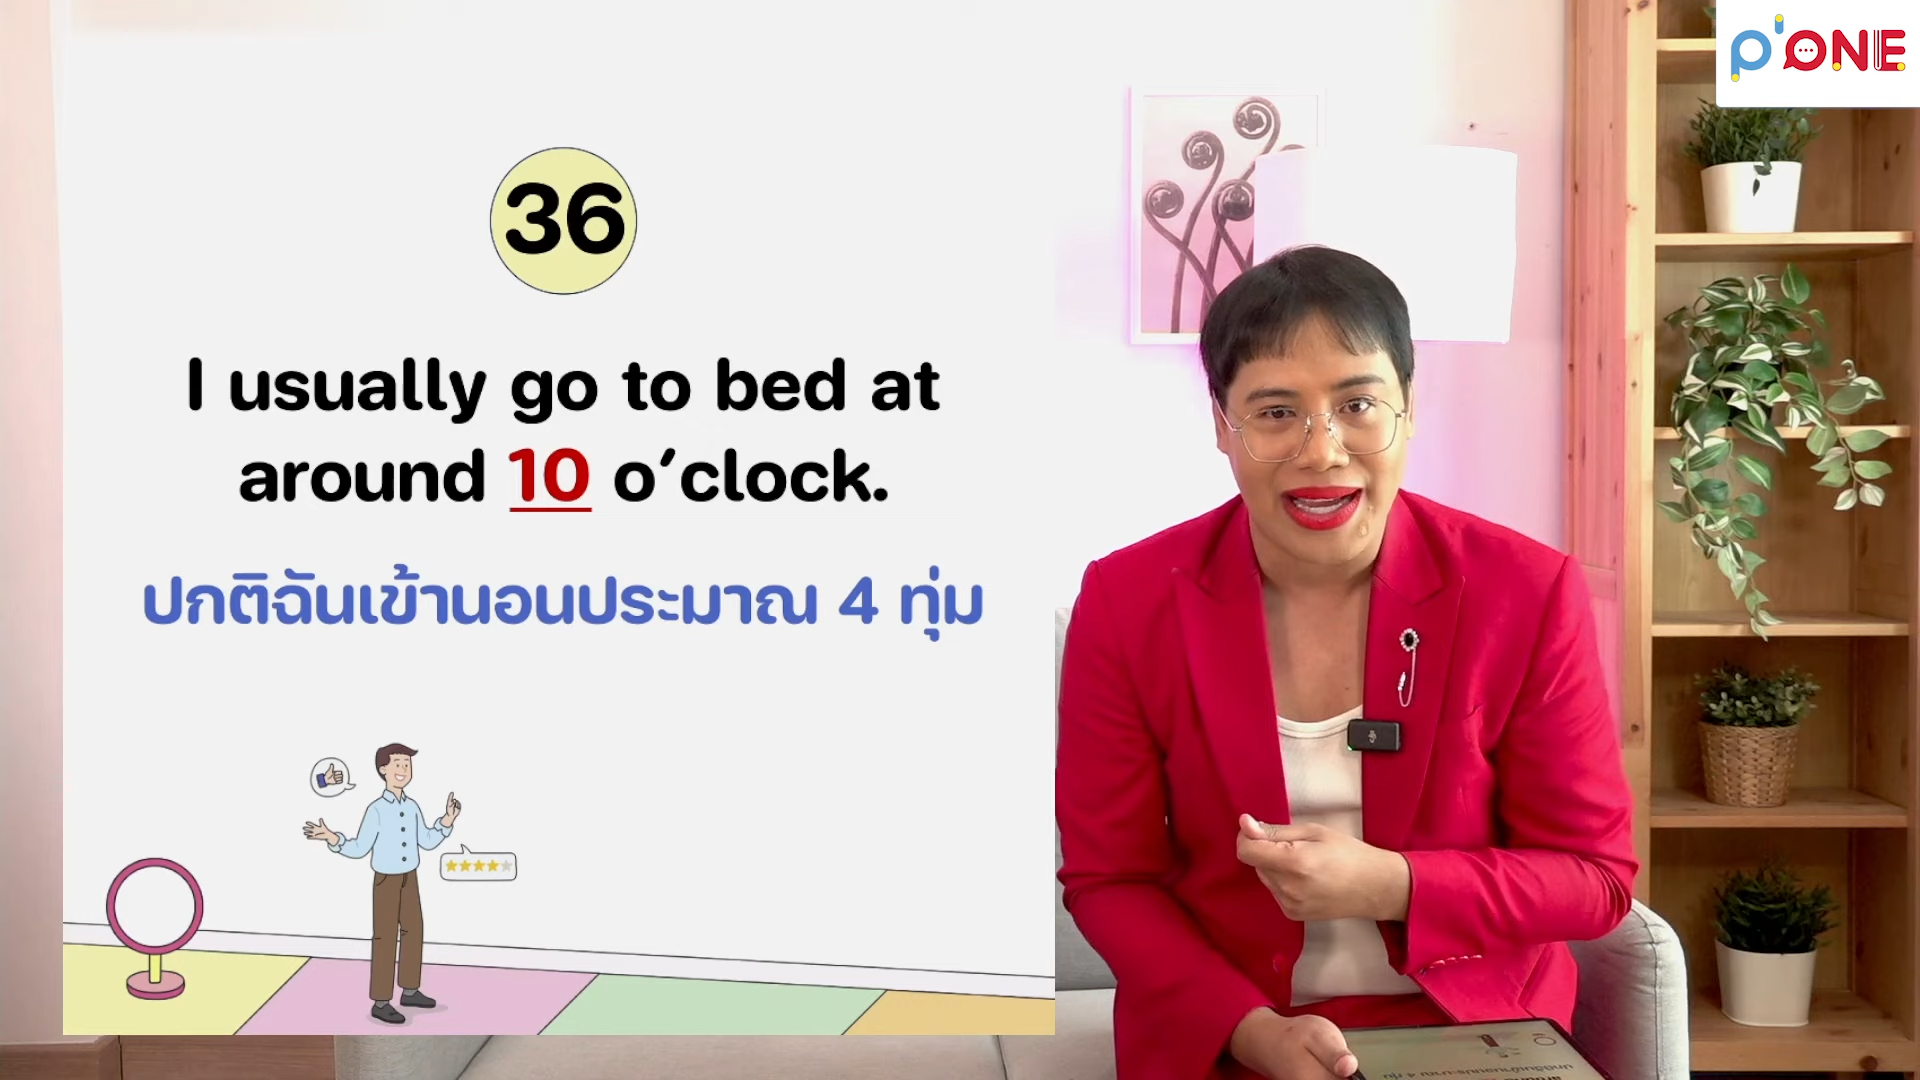 P'ONE
36
I usually go to bed at
around 10 o’clock.
ปกติฉันเข้านอนประมาณ 4 ทุ่ม